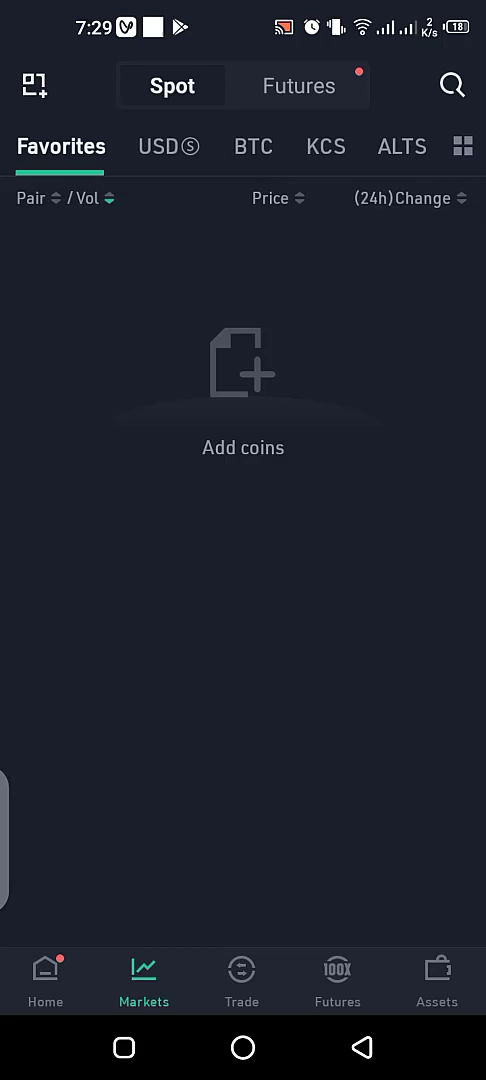 7:29 2 K/s 18
Spot Futures
Favorites USDⓈ BTC KCS ALTS
Pair / Vol Price (24h)Change
Add coins
100X
Home Markets Trade Futures Assets